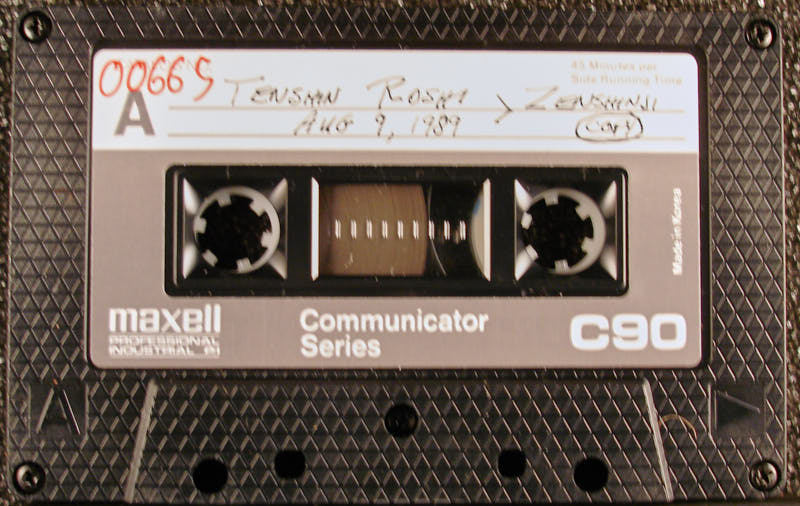 00665
A
45 Minutes per
Side Running Time
TENSHIN ROSHI > ZENSHINJI
AUG 9, 1989 COPY
Made in Korea
maxell
PROFESSIONAL
INDUSTRIAL P/I
Communicator
Series
C90
A